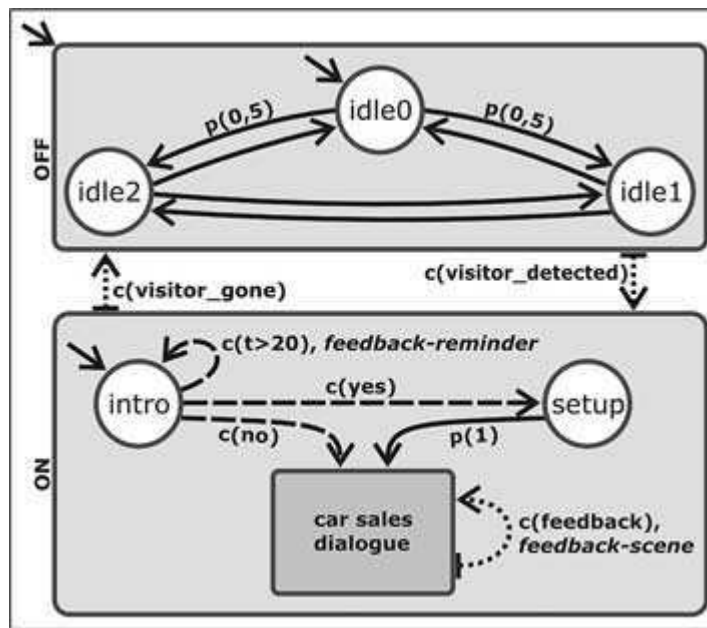 OFF
idle0
p(0,5)
p(0,5)
idle2
idle1
c(visitor_gone)
c(visitor_detected)
ON
c(t>20), feedback-reminder
intro
c(yes)
setup
c(no)
p(1)
car sales
dialogue
c(feedback),
feedback-scene